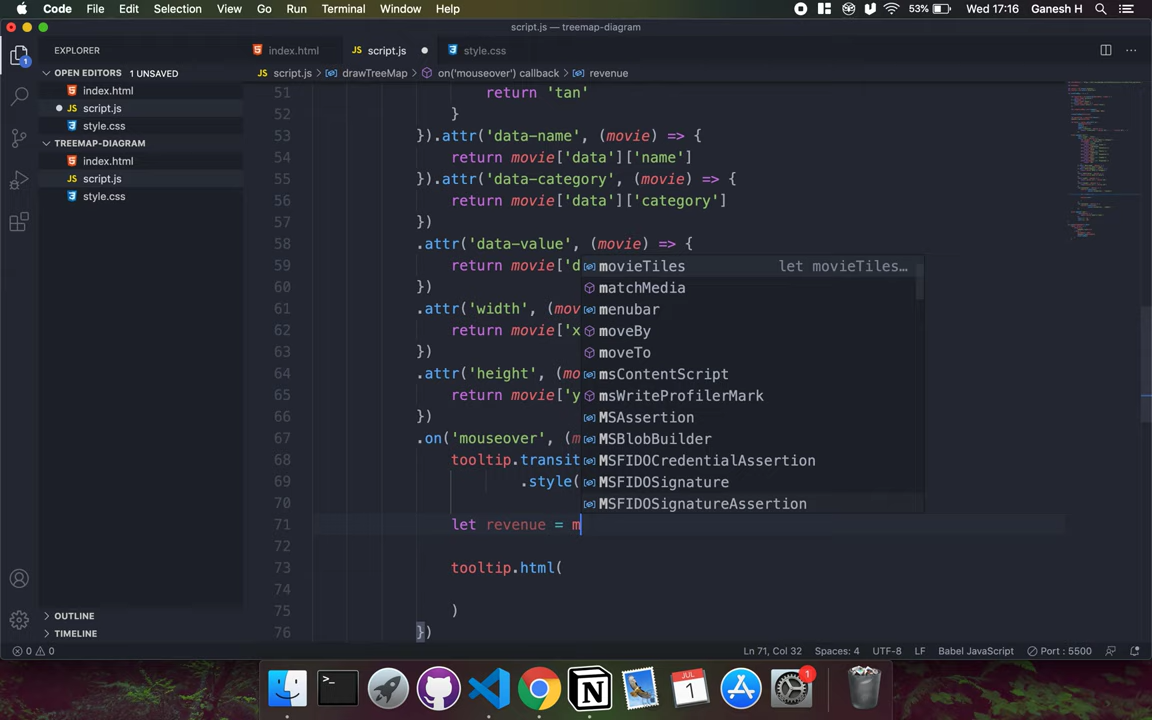 Code File Edit Selection View Go Run Terminal Window Help 53% Wed 17:16 Ganesh H
script.js — treemap-diagram
EXPLORER
index.html script.js style.css
OPEN EDITORS 1 UNSAVED
script.js > drawTreeMap > on('mouseover') callback > revenue
index.html
JS script.js
style.css
TREEMAP-DIAGRAM
index.html
JS script.js
style.css
51 return 'tan'
52 }
53 }).attr('data-name', (movie) => {
54 return movie['data']['name']
55 }).attr('data-category', (movie) => {
56 return movie['data']['category']
57 })
58 .attr('data-value', (movie) => {
59 return movie['d
60 })
61 .attr('width', (mov
62 return movie['x
63 })
64 .attr('height', (mo
65 return movie['y
66 })
67 .on('mouseover', (m
68 tooltip.transit
69 .style(
70
71 let revenue = m
72
73 tooltip.html(
74
75 )
76 })
movieTiles let movieTiles…
matchMedia
menubar
moveBy
moveTo
msContentScript
msWriteProfilerMark
MSAssertion
MSBlobBuilder
MSFIDOCredentialAssertion
MSFIDOSignature
MSFIDOSignatureAssertion
OUTLINE
TIMELINE
0 0 Ln 71, Col 32 Spaces: 4 UTF-8 LF Babel JavaScript Port : 5500
JUL
1
1